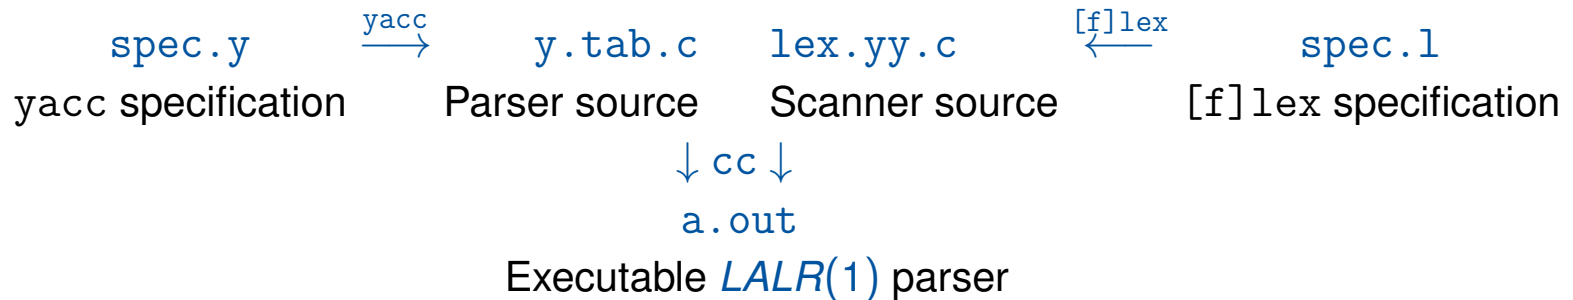 spec.y yacc⟶ y.tab.c lex.yy.c [f]lex⟵ spec.l
yacc specification Parser source Scanner source [f]lex specification
↓ cc ↓
a.out
Executable LALR(1) parser